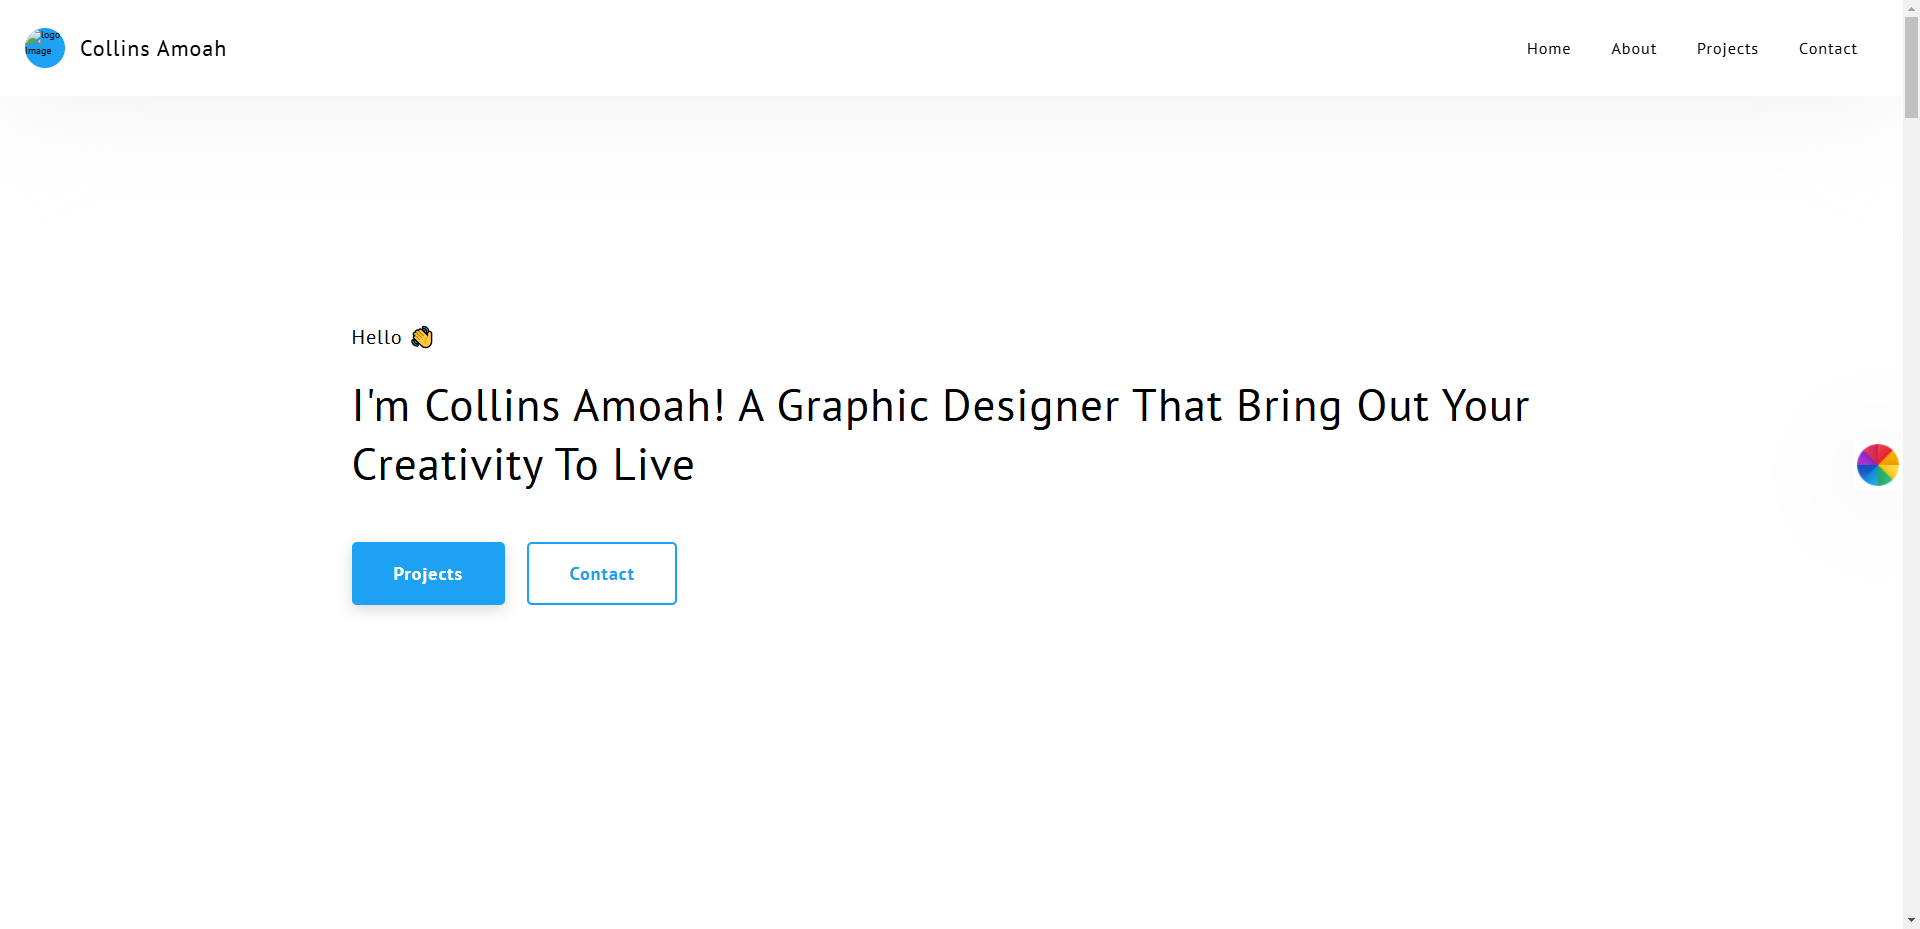 logo
image
Collins Amoah
Home
About
Projects
Contact
Hello 👏
I'm Collins Amoah! A Graphic Designer That Bring Out Your
Creativity To Live
Projects
Contact